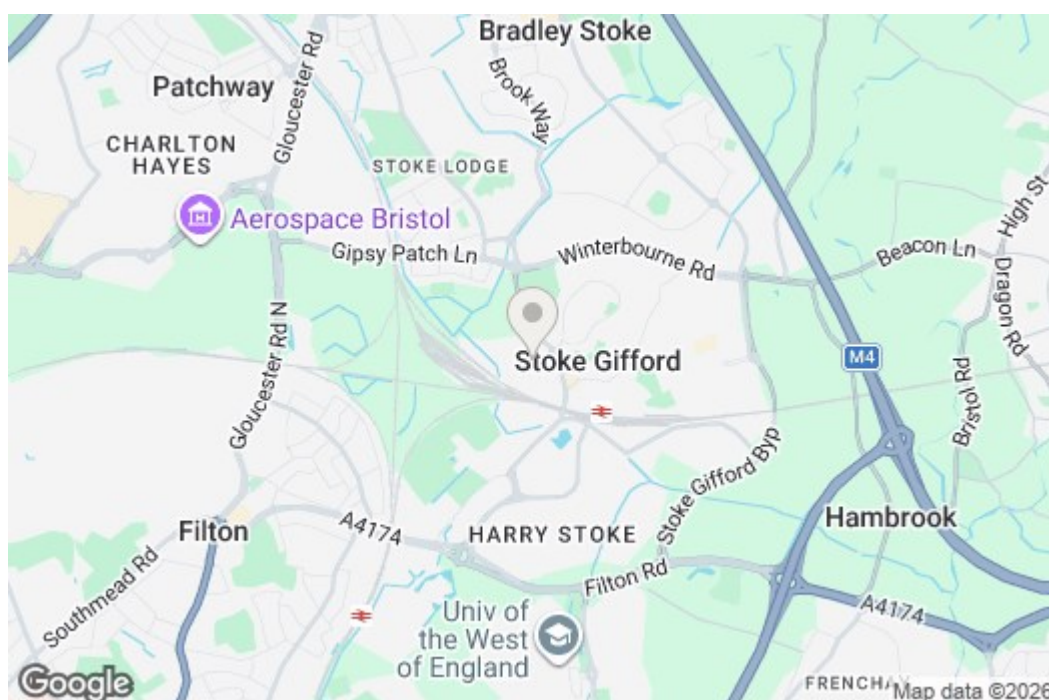 Bradley Stoke
Patchway
Gloucester Rd
Brook Way
CHARLTON
HAYES
STOKE LODGE
High St
Aerospace Bristol
Gipsy Patch Ln
Winterbourne Rd
Beacon Ln
Dragon Rd
Gloucester Rd N
Stoke Gifford
M4
Bristol Rd
Stoke Gifford Byp
Filton
A4174
HARRY STOKE
Hambrook
Southmead Rd
Filton Rd
A4174
Univ of
the West
of England
FRENCHAY
Google
Map data ©2026